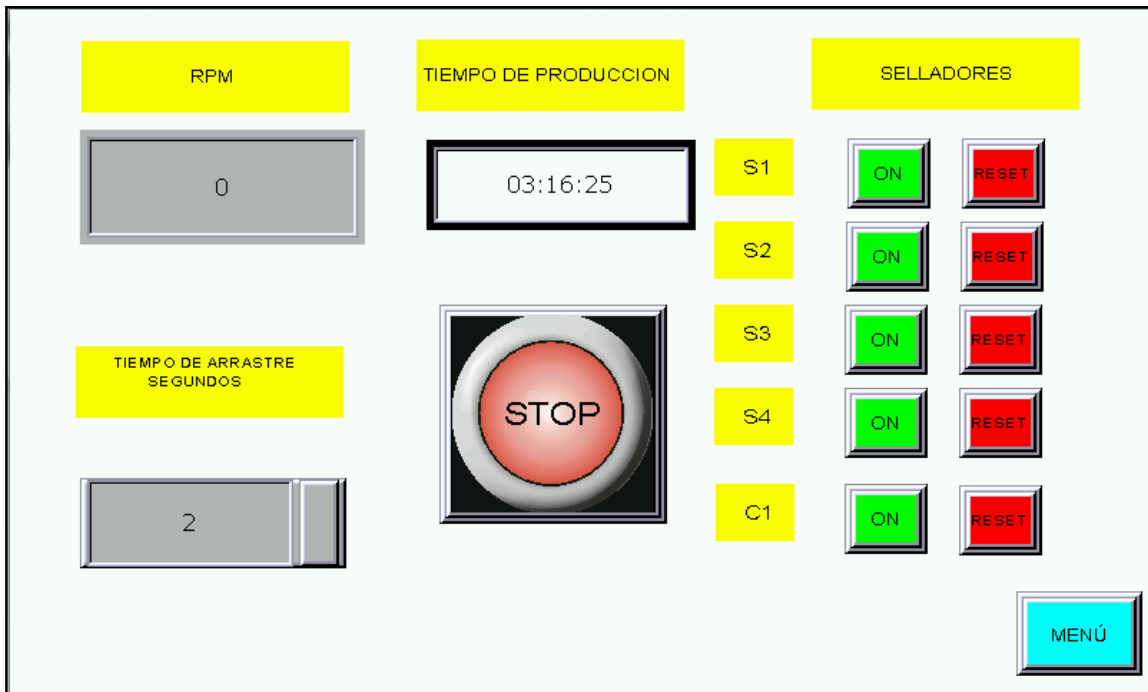 RPM
TIEMPO DE PRODUCCION
SELLADORES
0
03:16:25
S1
ON
RESET
S2
ON
RESET
TIEMPO DE ARRASTRE
SEGUNDOS
STOP
S3
ON
RESET
S4
ON
RESET
2
C1
ON
RESET
MENÚ